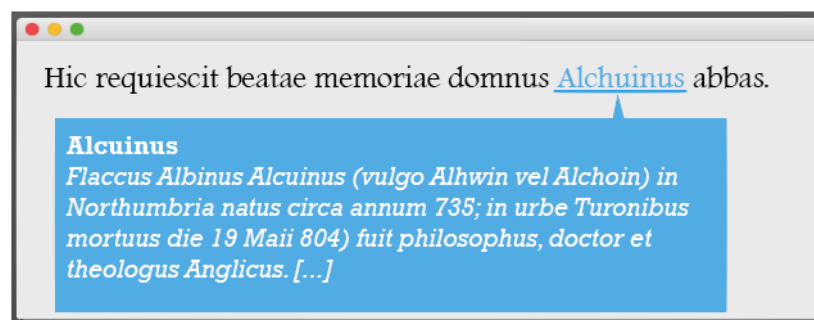 Hic requiescit beatae memoriae domnus Alchuinus abbas.
Alcuinus
Flaccus Albinus Alcuinus (vulgo Alhwin vel Alchoin) in
Northumbria natus circa annum 735; in urbe Turonibus
mortuus die 19 Maii 804) fuit philosophus, doctor et
theologus Anglicus. [...]